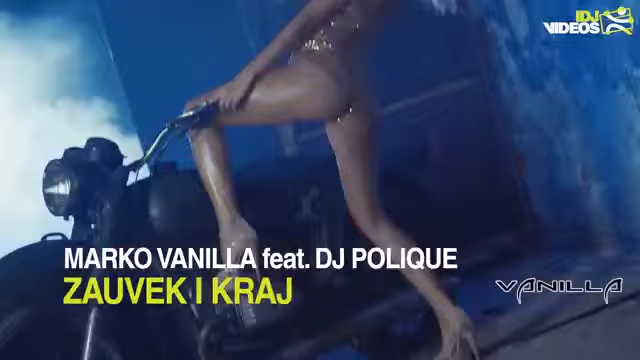 IDJ
VIDEOS
MARKO VANILLA feat. DJ POLIQUE
ZAUVEK I KRAJ
VANILLA